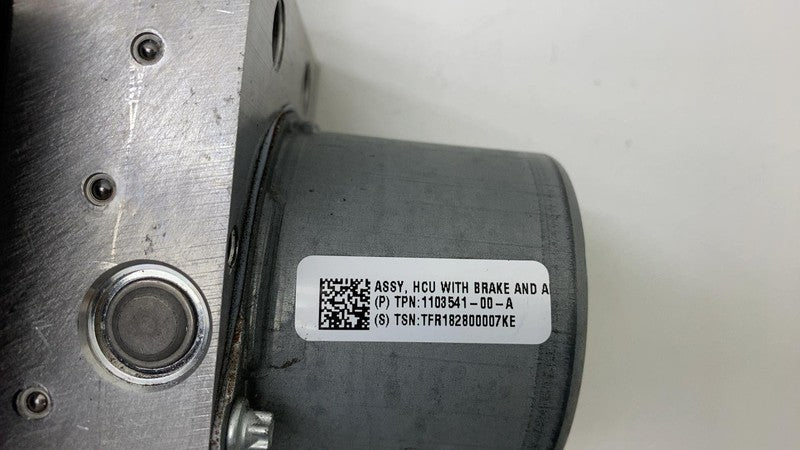 ASSY, HCU WITH BRAKE AND A
(P) TPN:1103541-00-A
(S) TSN:TFR182800007KE